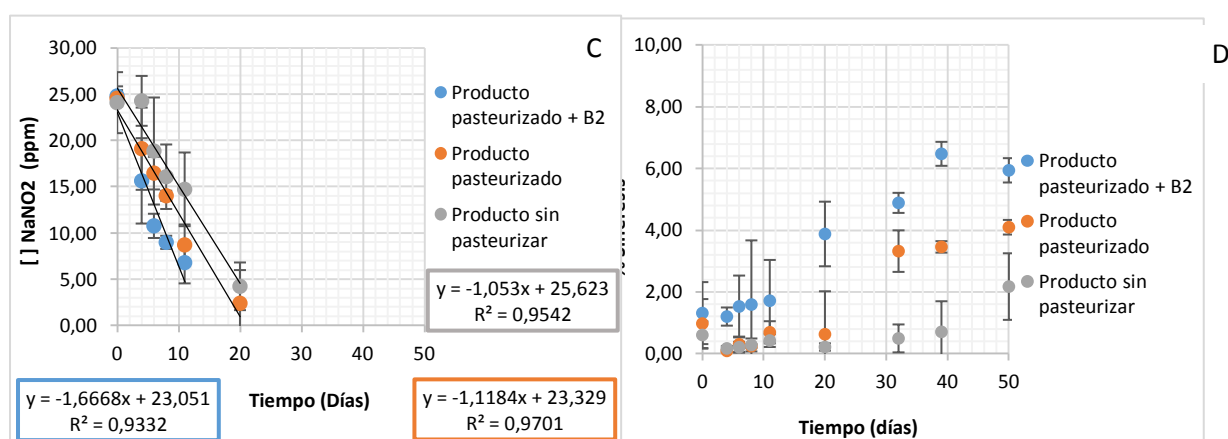 C
30,00
25,00
20,00
15,00
10,00
5,00
0,00
[ ] NaNO2 (ppm)
0
10
20
30
40
50
Tiempo (Días)
Producto
pasteurizado + B2
Producto
pasteurizado
Producto sin
pasteurizar
y = -1,053x + 25,623
R² = 0,9542
y = -1,6668x + 23,051
R² = 0,9332
y = -1,1184x + 23,329
R² = 0,9701
D
10,00
8,00
6,00
4,00
2,00
0,00
0
10
20
30
40
50
Tiempo (días)
Producto
pasteurizado + B2
Producto
pasteurizado
Producto sin
pasteurizar